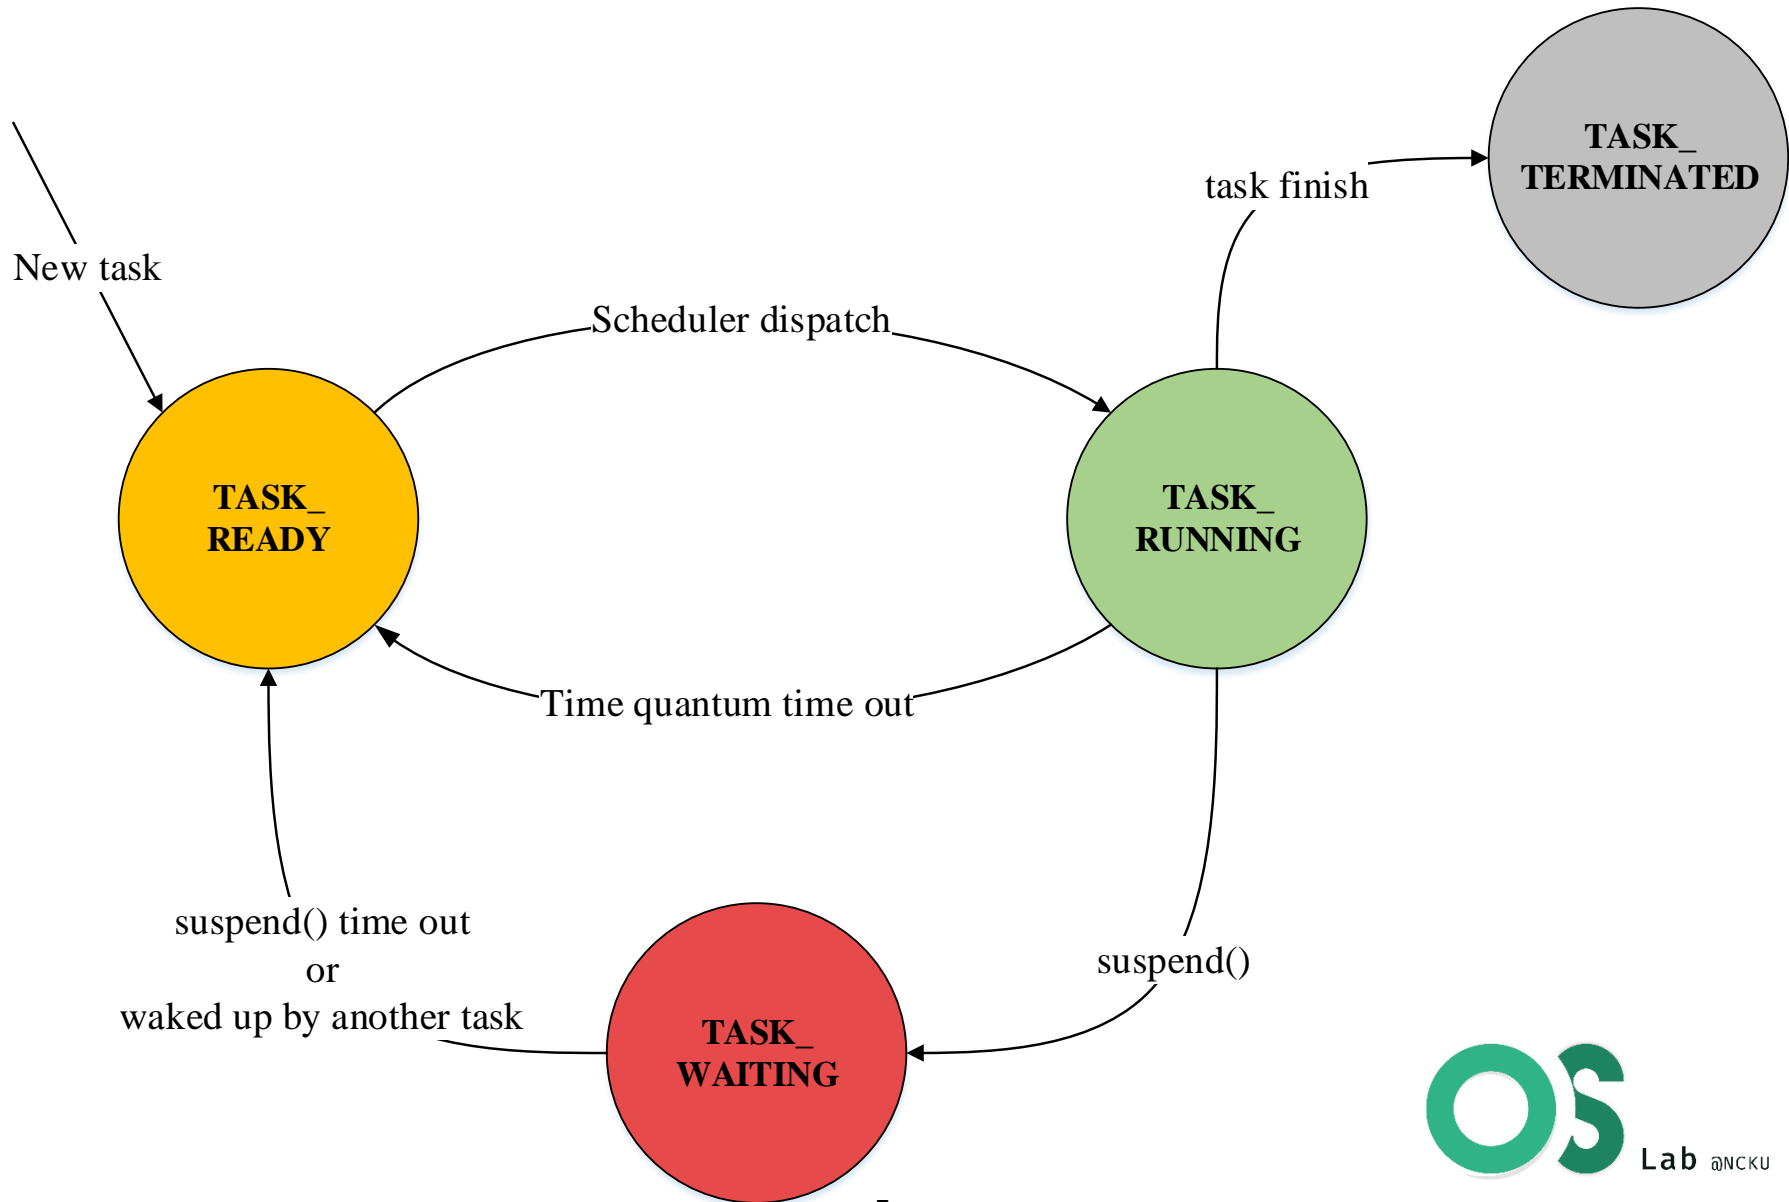 TASK_
TERMINATED
task finish
New task
Scheduler dispatch
TASK_
READY
TASK_
RUNNING
Time quantum time out
suspend() time out
or
waked up by another task
suspend()
TASK_
WAITING
OS Lab @NCKU